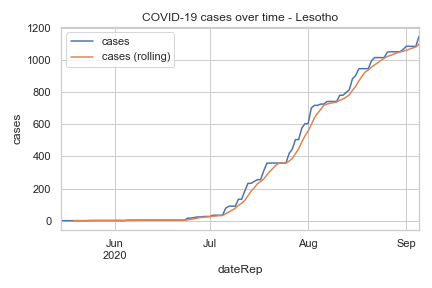 COVID-19 cases over time - Lesotho
cases
cases (rolling)
1200
1000
800
600
400
200
0
cases
Jun
2020
Jul
Aug
Sep
dateRep